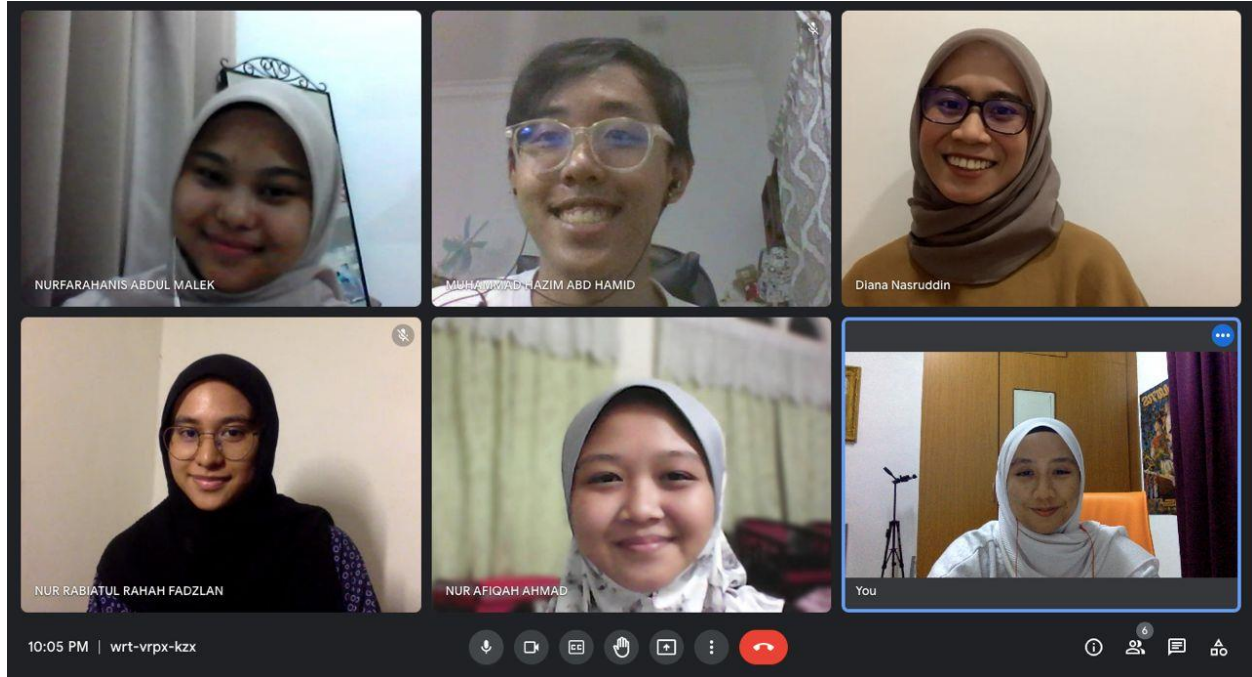 NURFARAHANIS ABDUL MALEK
MUHAMMAD HAZIM ABD HAMID
Diana Nasruddin
NUR RABIATUL RAHAH FADZLAN
NUR AFIQAH AHMAD
You
10:05 PM | wrt-vrpx-kzx
CC
6